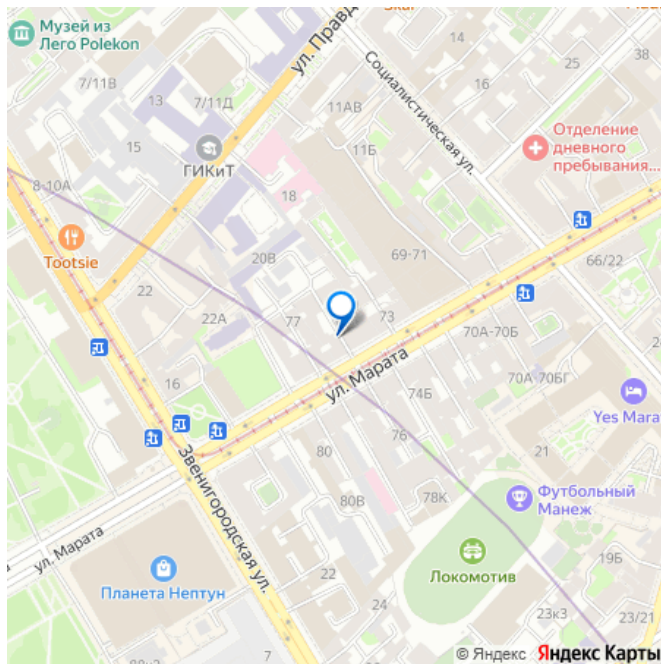 Музей из
Лего Polekon
ул. Правд
14
25
38
Социалистическая ул.
16
7/11В
13
7/11Д
11АВ
15
ГИКиТ
11Б
Отделение
дневного
пребывания...
8-10А
18
Tootsie
20В
69-71
66/22
22
22А
77
73
70А-70Б
ул. Марата
16
74Б
70А-70БГ
Yes Mara
76
21
80
Звенигородская ул.
80В
78К
Футбольный
Манеж
ул. Марата
Планета Нептун
22
Локомотив
19Б
24
23к3
23/21
7
© Яндекс Яндекс Карты